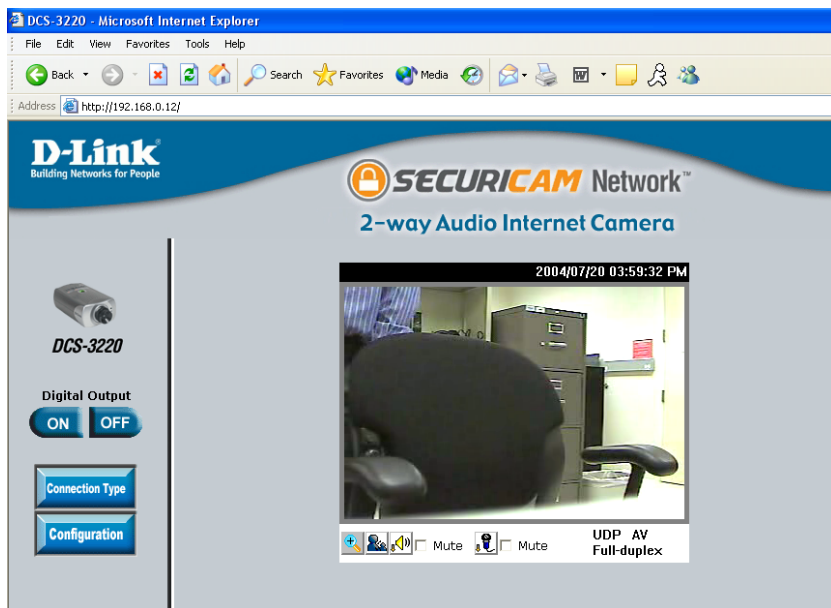 DCS-3220 - Microsoft Internet Explorer
File Edit View Favorites Tools Help
Back Search Favorites Media
Address http://192.168.0.12/
D-Link
Building Networks for People
SECURICAM Network™
2-way Audio Internet Camera
2004/07/20 03:59:32 PM
DCS-3220
Digital Output
ON OFF
Connection Type
Configuration
Mute Mute
UDP AV
Full-duplex